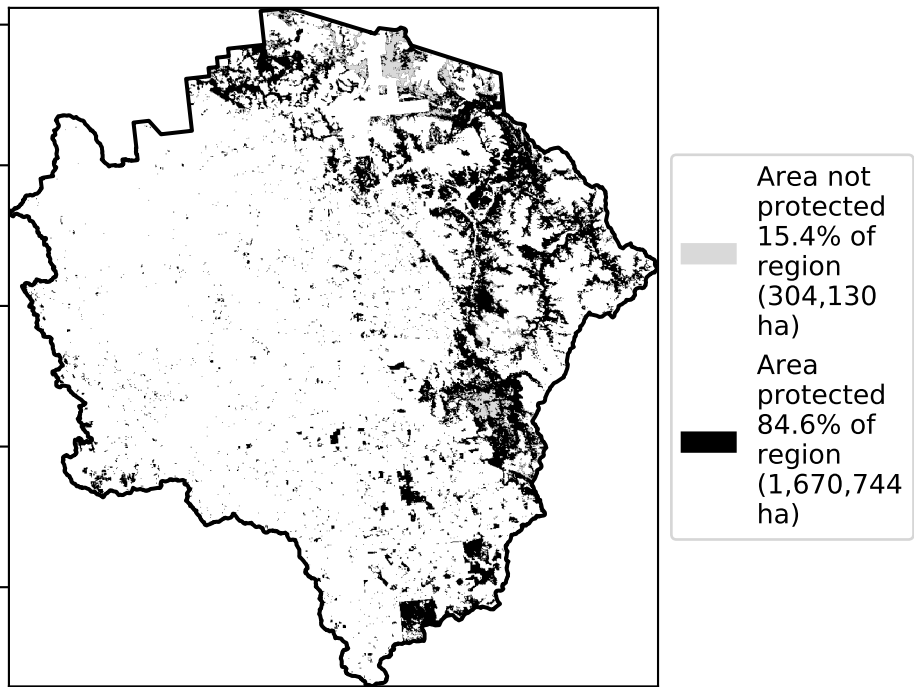 Area not
protected
15.4% of
region
(304,130
ha)
Area
protected
84.6% of
region
(1,670,744
ha)